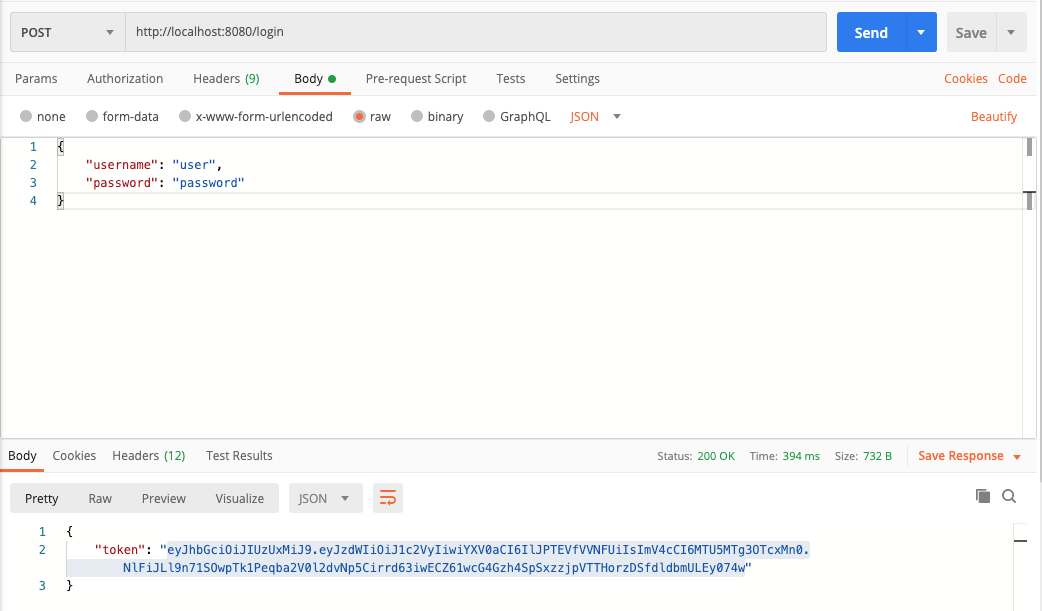 POST http://localhost:8080/login Send Save
Params Authorization Headers (9) Body Pre-request Script Tests Settings Cookies Code
none form-data x-www-form-urlencoded raw binary GraphQL JSON Beautify
1 {
2 "username": "user",
3 "password": "password"
4 }
Body Cookies Headers (12) Test Results Status: 200 OK Time: 394 ms Size: 732 B Save Response
Pretty Raw Preview Visualize JSON
1 {
2 "token": "eyJhbGciOiJIUzUxMiJ9.eyJzdWIiOiJ1c2VyIiwiYXV0aCI6IlJPTEVfVVNFUiIsImV4cCI6MTU5MTg3OTcxMn0.
NlFiJLl9n71SOwpTk1Peqba2V0l2dvNp5Cirrd63iwECZ61wcG4Gzh4SpSxzzjpVTTHorzDSfdldbmULEy074w"
3 }